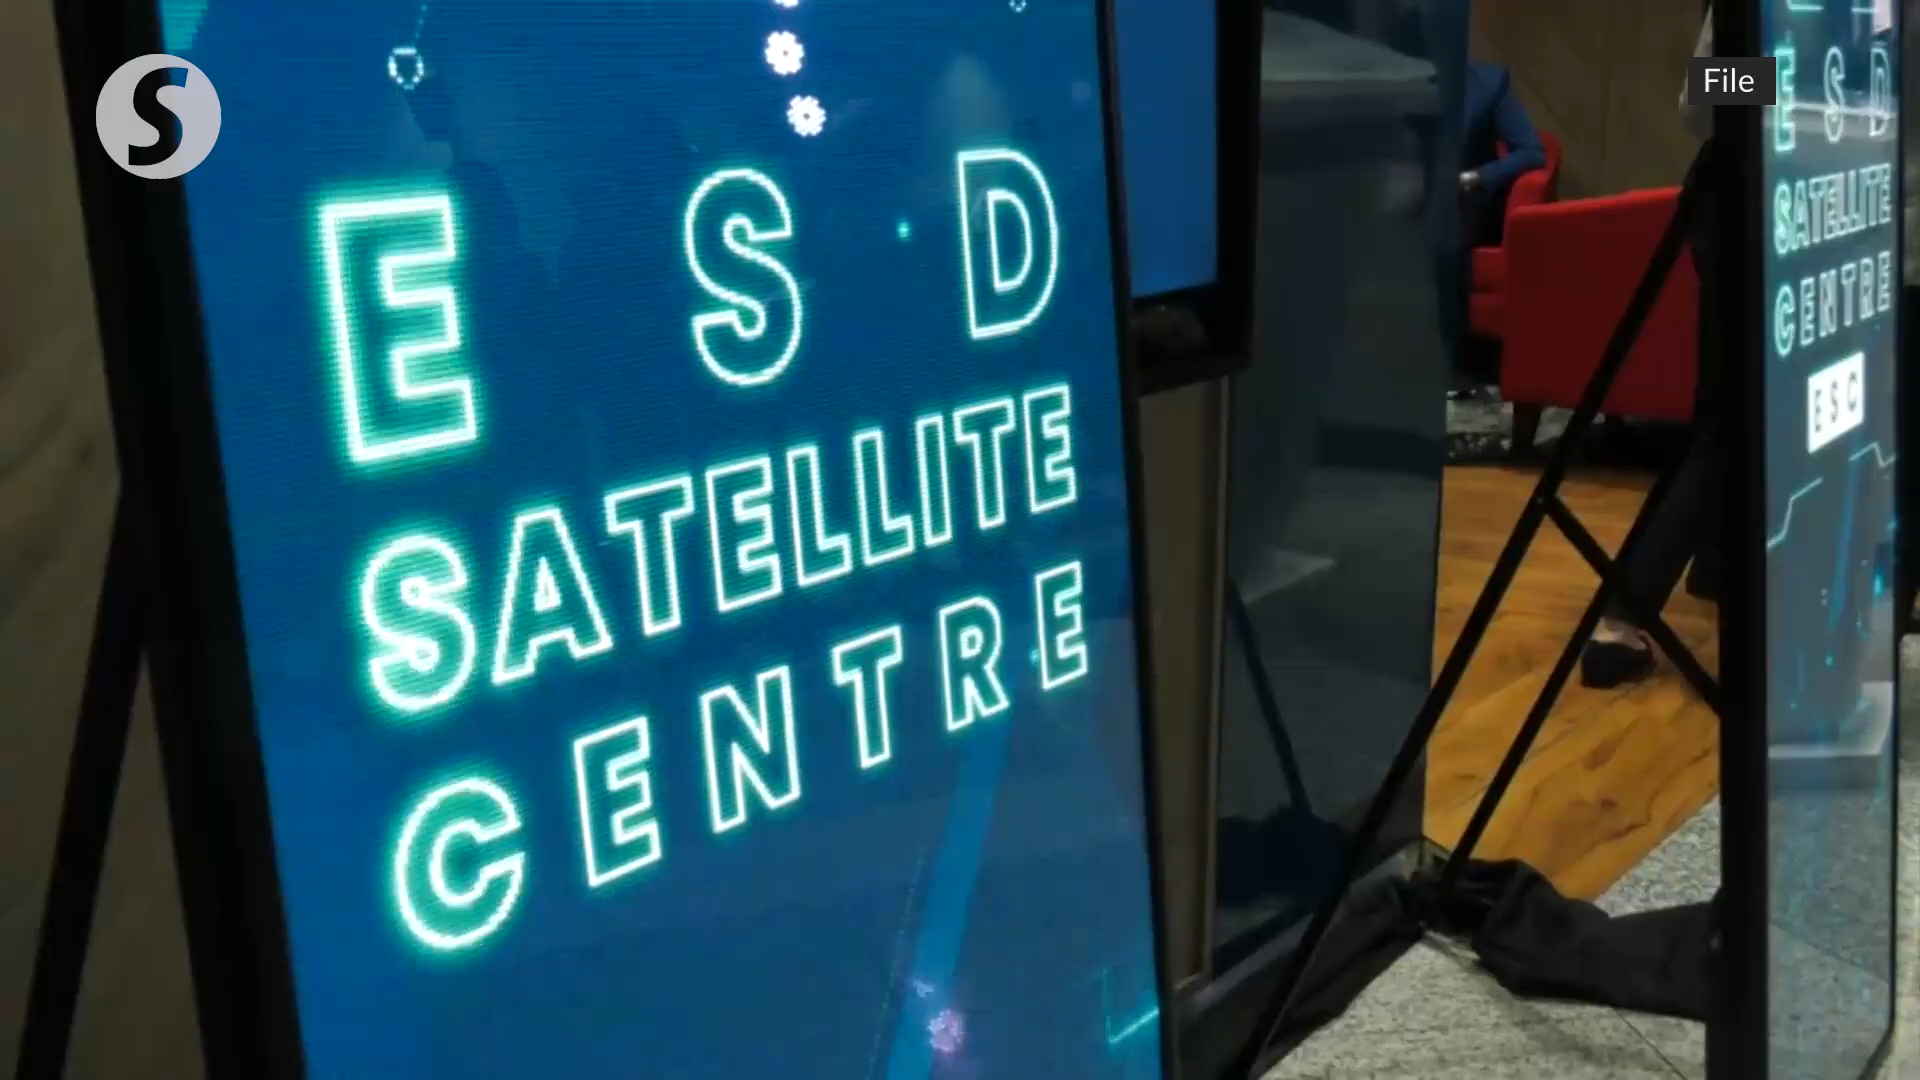 S
File
E S D
SATELLITE
CENTRE
E S D
SATELLITE
CENTRE
ESC